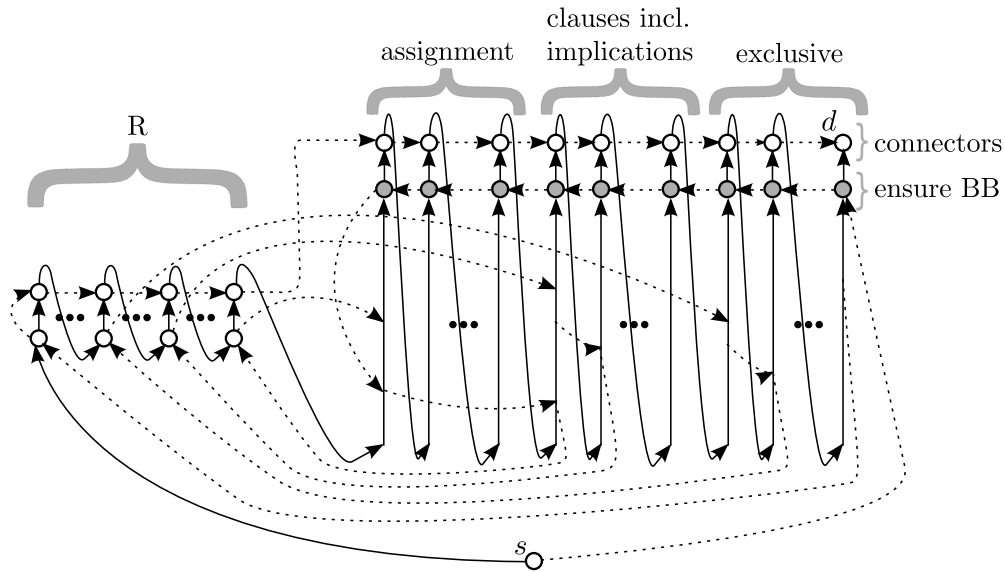 clauses incl.
assignment
implications
exclusive
R
d
connectors
ensure BB
s